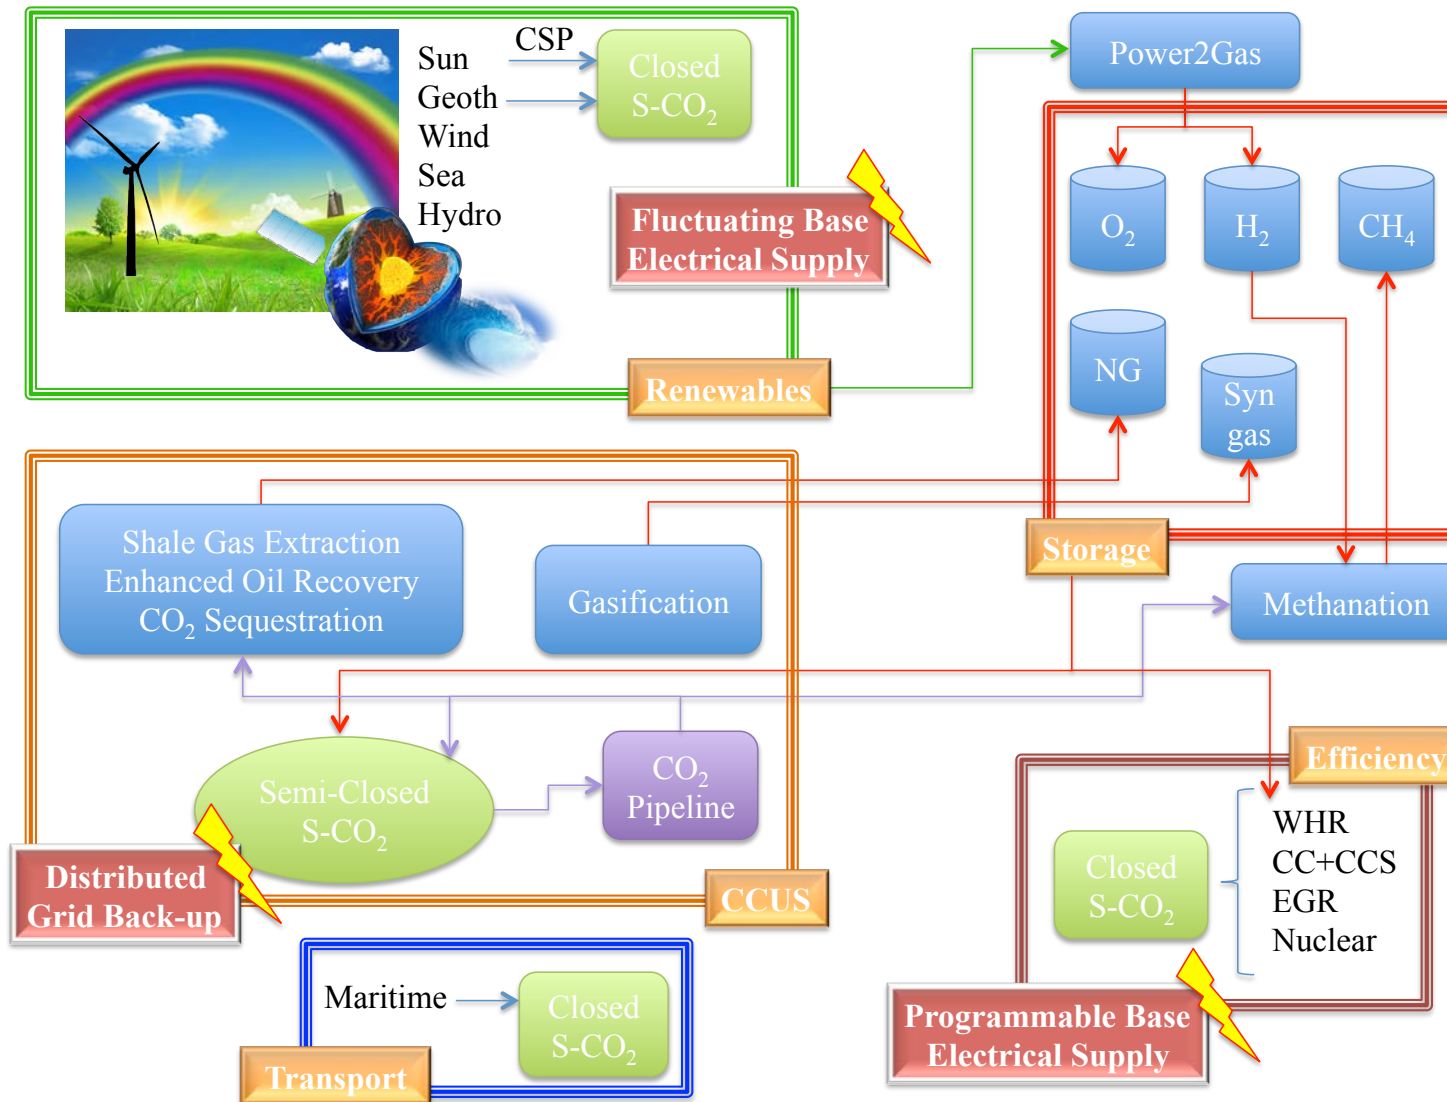 CSP
Sun
Geoth
Wind
Sea
Hydro
Closed
S-CO₂
Fluctuating Base
Electrical Supply
Renewables
Power2Gas
O₂
H₂
CH₄
NG
Syn
gas
Storage
Methanation
Shale Gas Extraction
Enhanced Oil Recovery
CO₂ Sequestration
Gasification
Semi-Closed
S-CO₂
CO₂
Pipeline
Distributed
Grid Back-up
CCUS
Efficiency
WHR
CC+CCS
EGR
Nuclear
Closed
S-CO₂
Programmable Base
Electrical Supply
Maritime
Closed
S-CO₂
Transport